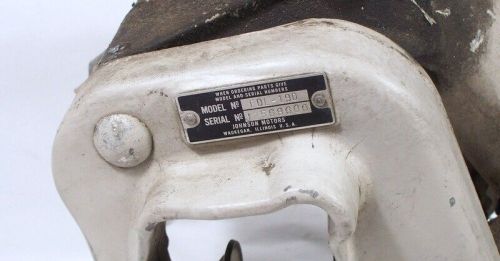 WHEN ORDERING PARTS GIVE
MODEL AND SERIAL NUMBERS
MODEL Nº
SERIAL Nº
JOHNSON MOTORS
WAUKEGAN, ILLINOIS U.S.A.